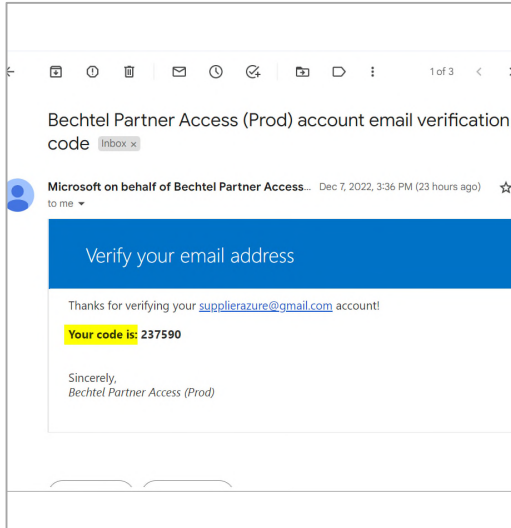 1 of 3
Bechtel Partner Access (Prod) account email verification
code Inbox x
Microsoft on behalf of Bechtel Partner Access... Dec 7, 2022, 3:36 PM (23 hours ago)
to me
Verify your email address
Thanks for verifying your supplierazure@gmail.com account!
Your code is: 237590
Sincerely,
Bechtel Partner Access (Prod)